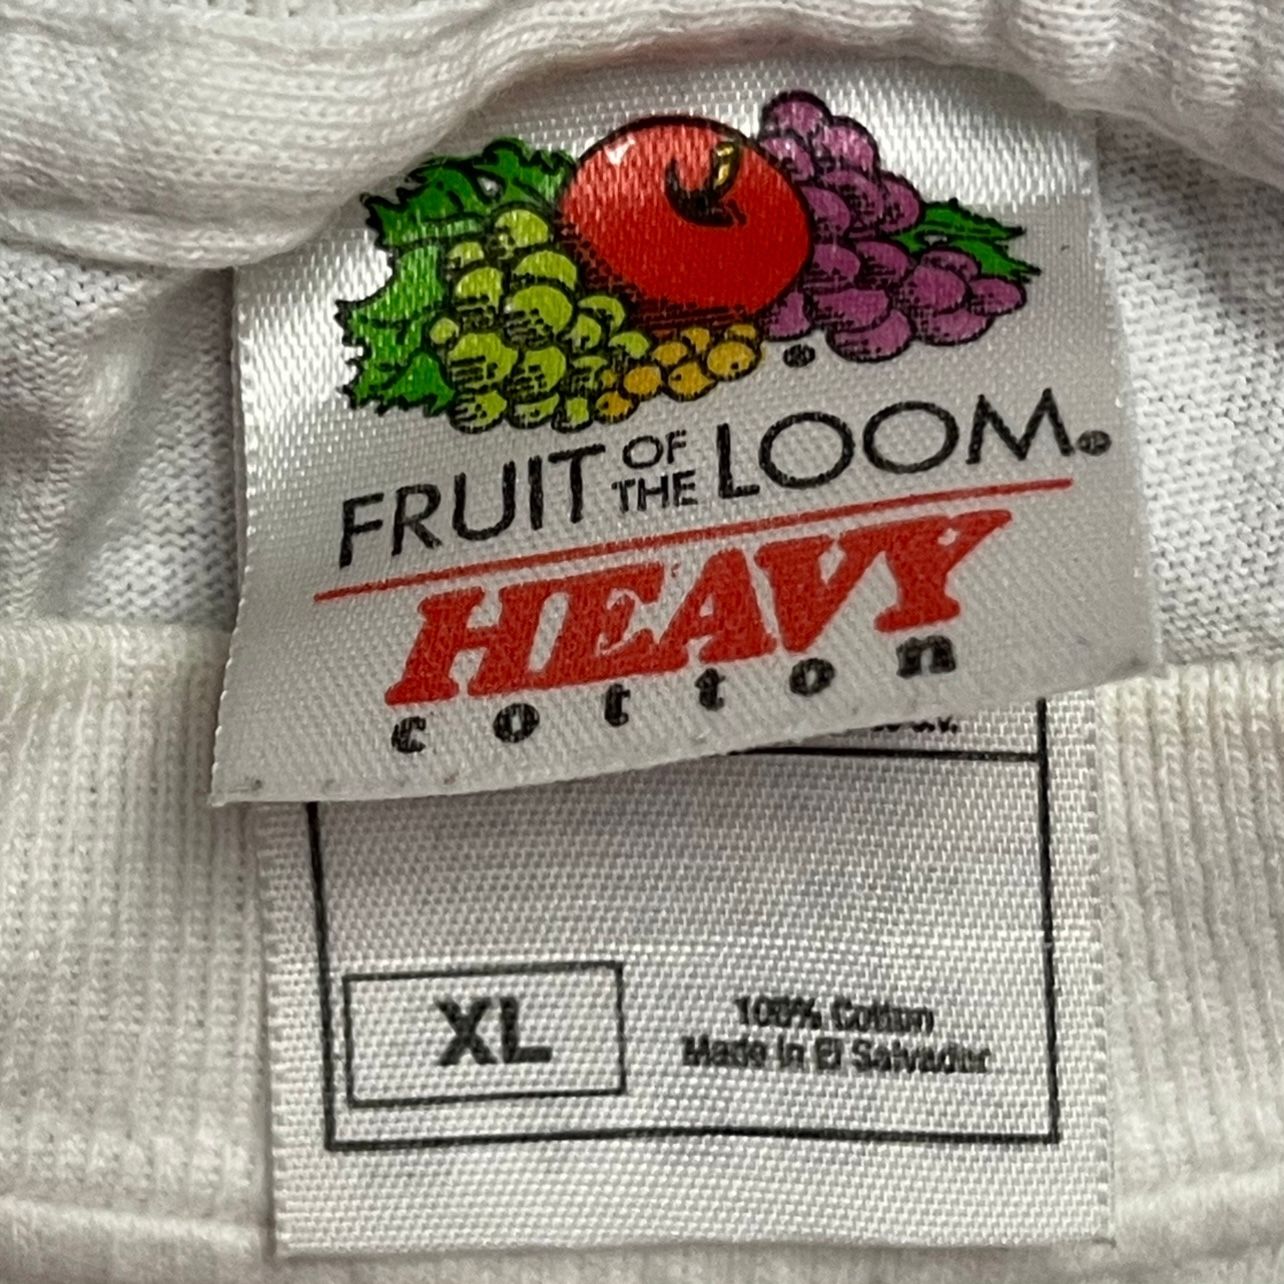 FRUIT OF THE LOOM®
HEAVY
cotton
XL
100% Cotton
Made in El Salvador